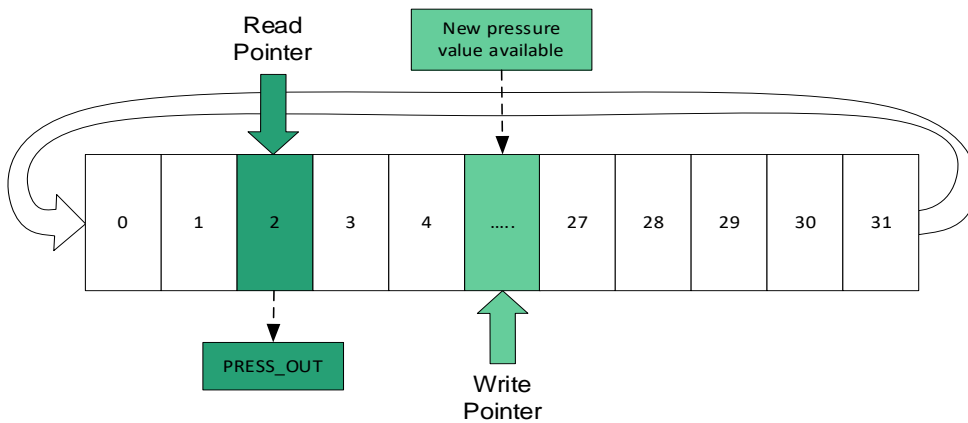 Read
Pointer
New pressure
value available
0 1 2 3 4 ..... 27 28 29 30 31
PRESS_OUT
Write
Pointer